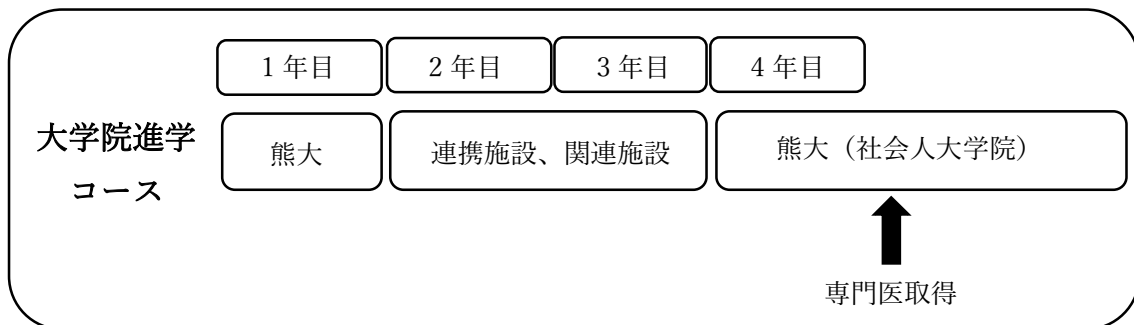 1 年目
2 年目
3 年目
4 年目
大学院進学
コース
熊大
連携施設、関連施設
熊大（社会人大学院）
専門医取得